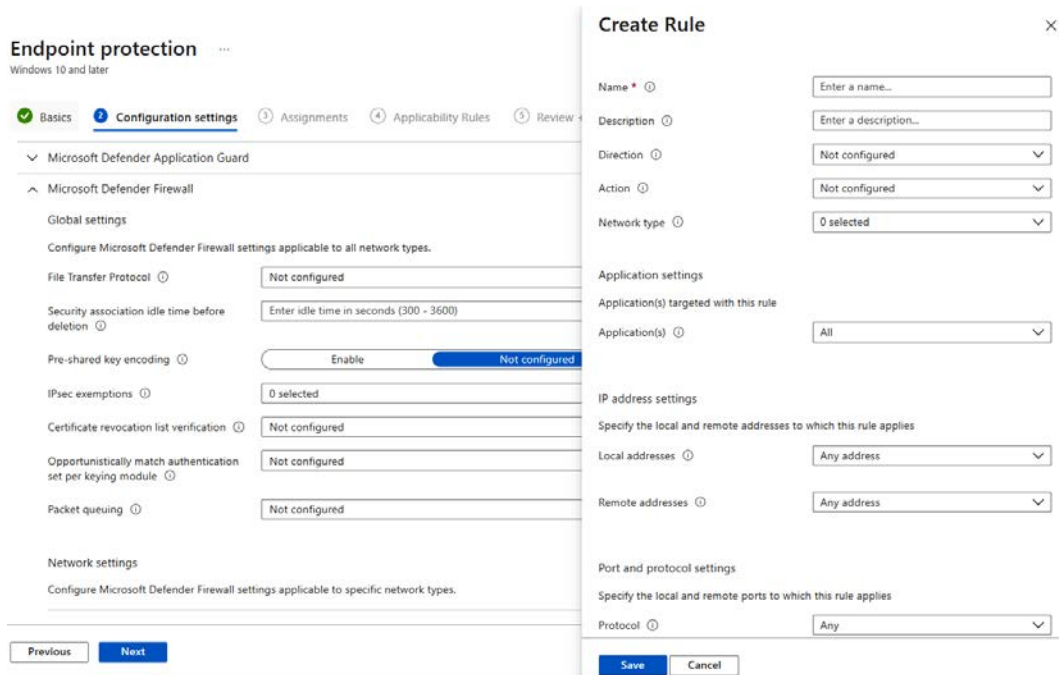 Endpoint protection ...
Windows 10 and later
Basics
2 Configuration settings
3 Assignments
4 Applicability Rules
5 Review +
Microsoft Defender Application Guard
Microsoft Defender Firewall
Global settings
Configure Microsoft Defender Firewall settings applicable to all network types.
File Transfer Protocol
Not configured
Security association idle time before
deletion
Enter idle time in seconds (300 - 3600)
Pre-shared key encoding
Enable
Not configured
IPsec exemptions
0 selected
Certificate revocation list verification
Not configured
Opportunistically match authentication
set per keying module
Not configured
Packet queuing
Not configured
Network settings
Configure Microsoft Defender Firewall settings applicable to specific network types.
Previous
Next
Create Rule
Name *
Enter a name...
Description
Enter a description...
Direction
Not configured
Action
Not configured
Network type
0 selected
Application settings
Application(s) targeted with this rule
Application(s)
All
IP address settings
Specify the local and remote addresses to which this rule applies
Local addresses
Any address
Remote addresses
Any address
Port and protocol settings
Specify the local and remote ports to which this rule applies
Protocol
Any
Save
Cancel